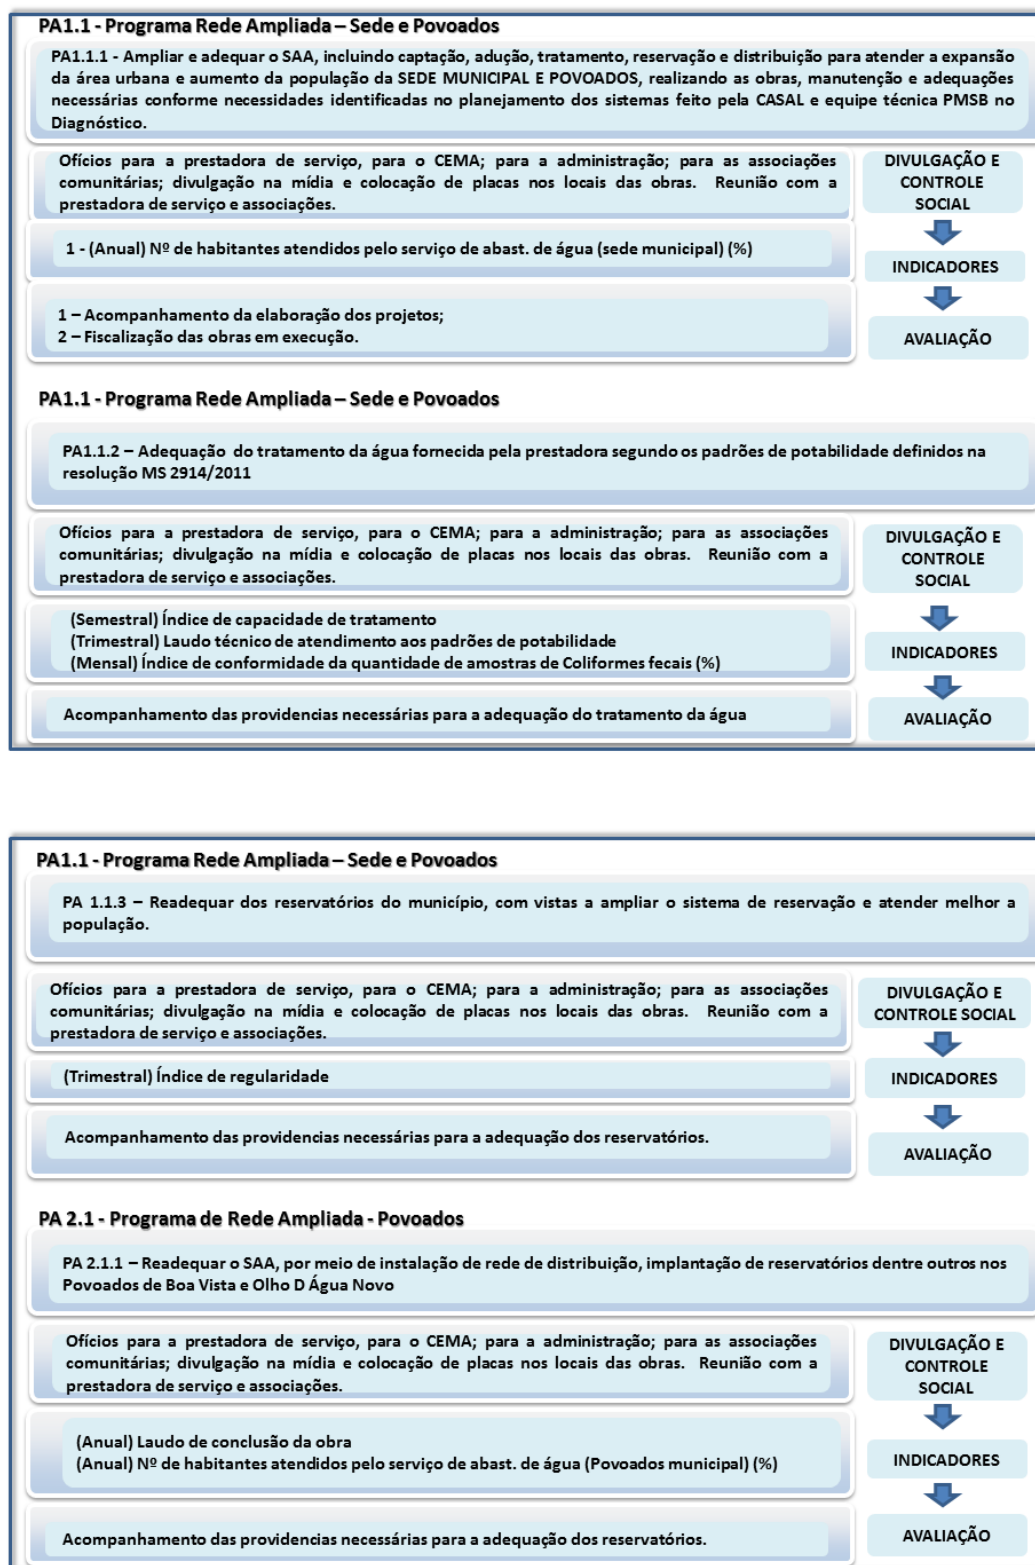 PA1.1 - Programa Rede Ampliada – Sede e Povoados
PA1.1.1 - Ampliar e adequar o SAA, incluindo captação, adução, tratamento, reservação e distribuição para atender a expansão
da área urbana e aumento da população da SEDE MUNICIPAL E POVOADOS, realizando as obras, manutenção e adequações
necessárias conforme necessidades identificadas no planejamento dos sistemas feito pela CASAL e equipe técnica PMSB no
Diagnóstico.
Ofícios para a prestadora de serviço, para o CEMA; para a administração; para as associações
comunitárias; divulgação na mídia e colocação de placas nos locais das obras. Reunião com a
prestadora de serviço e associações.
DIVULGAÇÃO E
CONTROLE
SOCIAL
1 - (Anual) Nº de habitantes atendidos pelo serviço de abast. de água (sede municipal) (%)
INDICADORES
1 – Acompanhamento da elaboração dos projetos;
2 – Fiscalização das obras em execução.
AVALIAÇÃO
PA1.1 - Programa Rede Ampliada – Sede e Povoados
PA1.1.2 – Adequação do tratamento da água fornecida pela prestadora segundo os padrões de potabilidade definidos na
resolução MS 2914/2011
Ofícios para a prestadora de serviço, para o CEMA; para a administração; para as associações
comunitárias; divulgação na mídia e colocação de placas nos locais das obras. Reunião com a
prestadora de serviço e associações.
DIVULGAÇÃO E
CONTROLE
SOCIAL
(Semestral) Índice de capacidade de tratamento
(Trimestral) Laudo técnico de atendimento aos padrões de potabilidade
(Mensal) Índice de conformidade da quantidade de amostras de Coliformes fecais (%)
INDICADORES
Acompanhamento das providencias necessárias para a adequação do tratamento da água
AVALIAÇÃO
PA1.1 - Programa Rede Ampliada – Sede e Povoados
PA 1.1.3 – Readequar dos reservatórios do município, com vistas a ampliar o sistema de reservação e atender melhor a
população.
Ofícios para a prestadora de serviço, para o CEMA; para a administração; para as associações
comunitárias; divulgação na mídia e colocação de placas nos locais das obras. Reunião com a
prestadora de serviço e associações.
DIVULGAÇÃO E
CONTROLE SOCIAL
(Trimestral) Índice de regularidade
INDICADORES
Acompanhamento das providencias necessárias para a adequação dos reservatórios.
AVALIAÇÃO
PA 2.1 - Programa de Rede Ampliada - Povoados
PA 2.1.1 – Readequar o SAA, por meio de instalação de rede de distribuição, implantação de reservatórios dentre outros nos
Povoados de Boa Vista e Olho D Água Novo
Ofícios para a prestadora de serviço, para o CEMA; para a administração; para as associações
comunitárias; divulgação na mídia e colocação de placas nos locais das obras. Reunião com a
prestadora de serviço e associações.
DIVULGAÇÃO E
CONTROLE
SOCIAL
(Anual) Laudo de conclusão da obra
(Anual) Nº de habitantes atendidos pelo serviço de abast. de água (Povoados municipal) (%)
INDICADORES
Acompanhamento das providencias necessárias para a adequação dos reservatórios.
AVALIAÇÃO